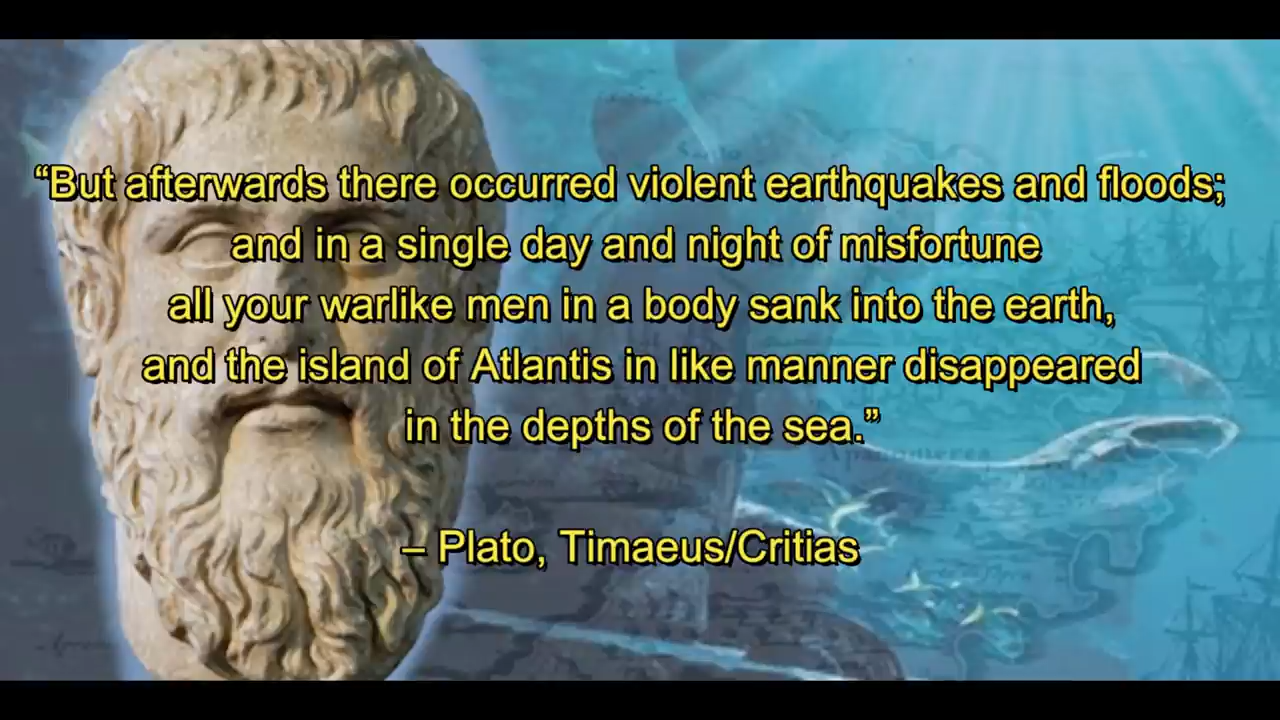 “But afterwards there occurred violent earthquakes and floods;
and in a single day and night of misfortune
all your warlike men in a body sank into the earth,
and the island of Atlantis in like manner disappeared
in the depths of the sea.”
– Plato, Timaeus/Critias